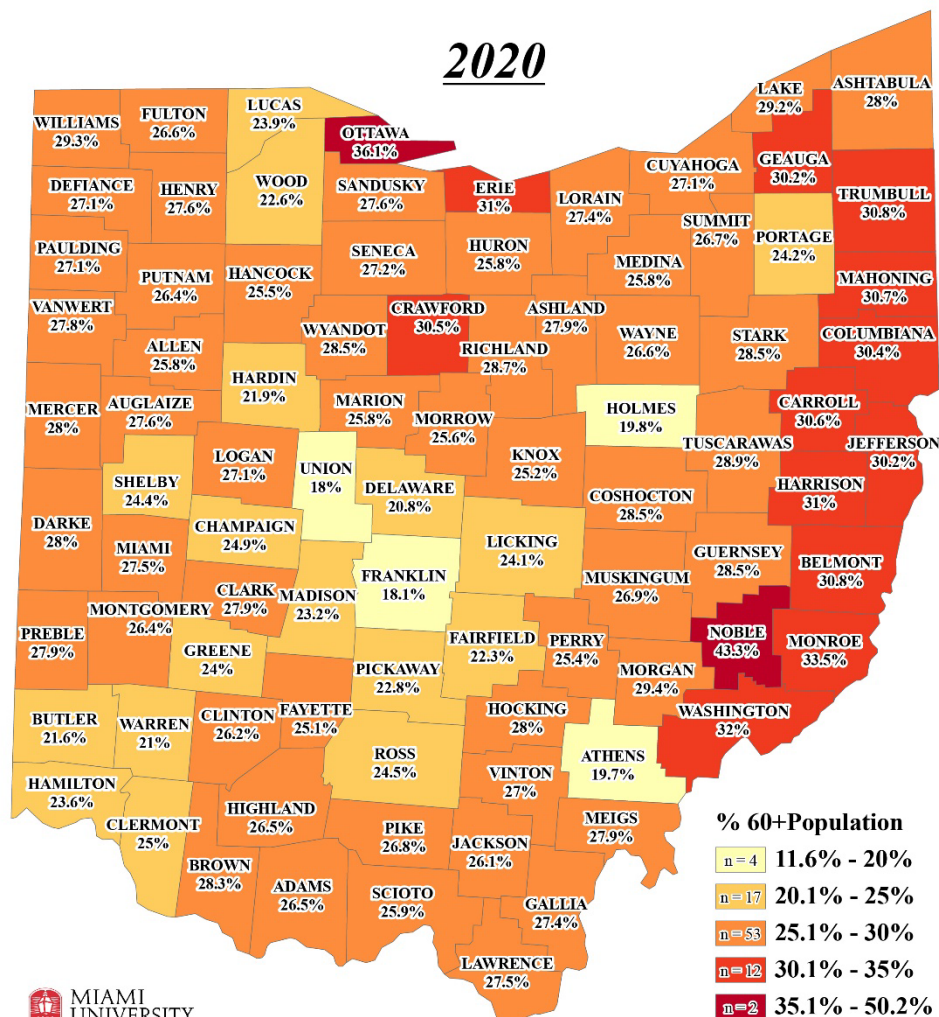 2020
WILLIAMS
29.3%
FULTON
26.6%
LUCAS
23.9%
OTTAWA
36.1%
LAKE
29.2%
ASHTABULA
28%
GEAUGA
30.2%
CUYAHOGA
27.1%
DEFIANCE
27.1%
HENRY
27.6%
WOOD
22.6%
SANDUSKY
27.6%
ERIE
31%
LORAIN
27.4%
TRUMBULL
30.8%
SUMMIT
26.7%
PORTAGE
24.2%
PAULDING
27.1%
PUTNAM
26.4%
HANCOCK
25.5%
SENECA
27.2%
HURON
25.8%
MEDINA
25.8%
MAHONING
30.7%
VANWERT
27.8%
ALLEN
25.8%
WYANDOT
28.5%
CRAWFORD
30.5%
RICHLAND
28.7%
ASHLAND
27.9%
WAYNE
26.6%
STARK
28.5%
COLUMBIANA
30.4%
HARDIN
21.9%
MERCER
28%
AUGLAIZE
27.6%
MARION
25.8%
MORROW
25.6%
HOLMES
19.8%
CARROLL
30.6%
TUSCARAWAS
28.9%
JEFFERSON
30.2%
LOGAN
27.1%
UNION
18%
KNOX
25.2%
SHELBY
24.4%
DELAWARE
20.8%
COSHOCTON
28.5%
HARRISON
31%
DARKE
28%
CHAMPAIGN
24.9%
MIAMI
27.5%
LICKING
24.1%
GUERNSEY
28.5%
BELMONT
30.8%
FRANKLIN
18.1%
MUSKINGUM
26.9%
CLARK
27.9%
MADISON
23.2%
MONTGOMERY
26.4%
PREBLE
27.9%
GREENE
24%
FAIRFIELD
22.3%
PERRY
25.4%
NOBLE
43.3%
MONROE
33.5%
PICKAWAY
22.8%
MORGAN
29.4%
BUTLER
21.6%
WARREN
21%
CLINTON
26.2%
FAYETTE
25.1%
HOCKING
28%
WASHINGTON
32%
ROSS
24.5%
ATHENS
19.7%
HAMILTON
23.6%
VINTON
27%
CLERMONT
25%
HIGHLAND
26.5%
PIKE
26.8%
JACKSON
26.1%
MEIGS
27.9%
BROWN
28.3%
ADAMS
26.5%
SCIOTO
25.9%
GALLIA
27.4%
LAWRENCE
27.5%
% 60+Population
n = 4 11.6% - 20%
n = 17 20.1% - 25%
n = 53 25.1% - 30%
n = 12 30.1% - 35%
n = 2 35.1% - 50.2%
MIAMI
UNIVERSITY